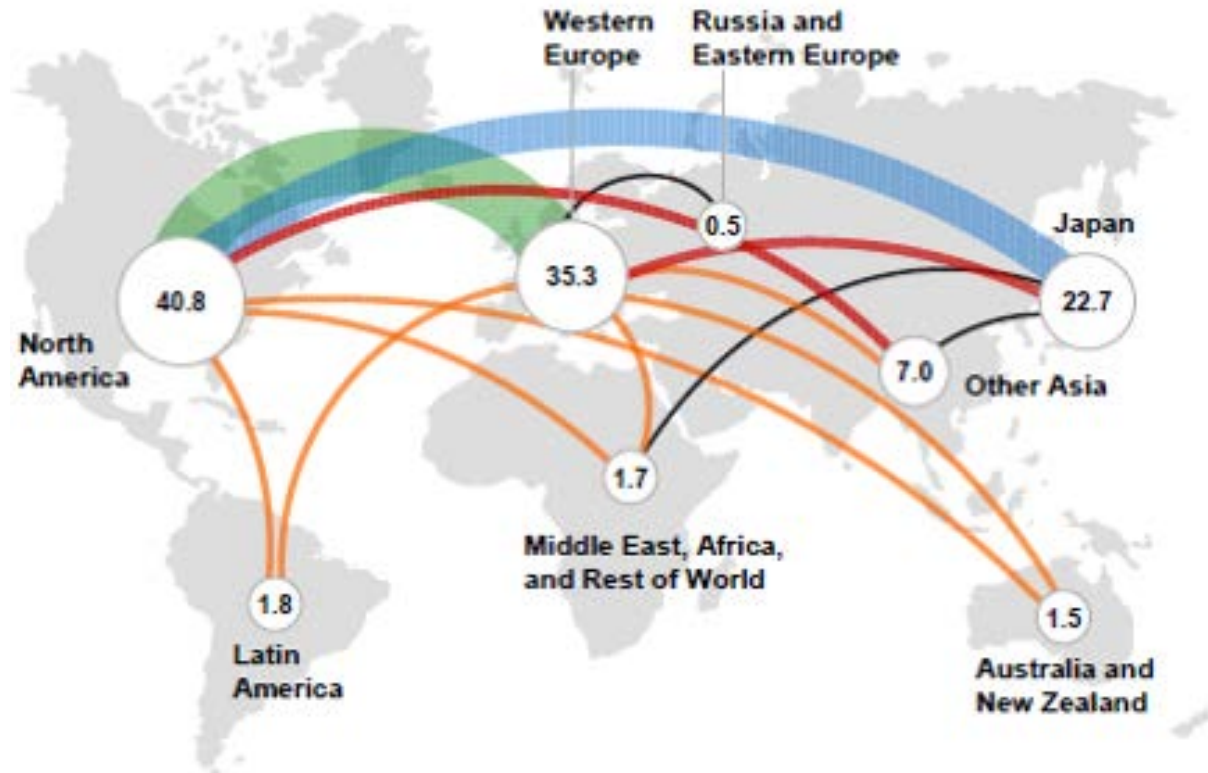 Western
Europe
Russia and
Eastern Europe
0.5
Japan
40.8
35.3
22.7
North
America
7.0
Other Asia
1.7
Middle East, Africa,
and Rest of World
1.8
1.5
Latin
America
Australia and
New Zealand